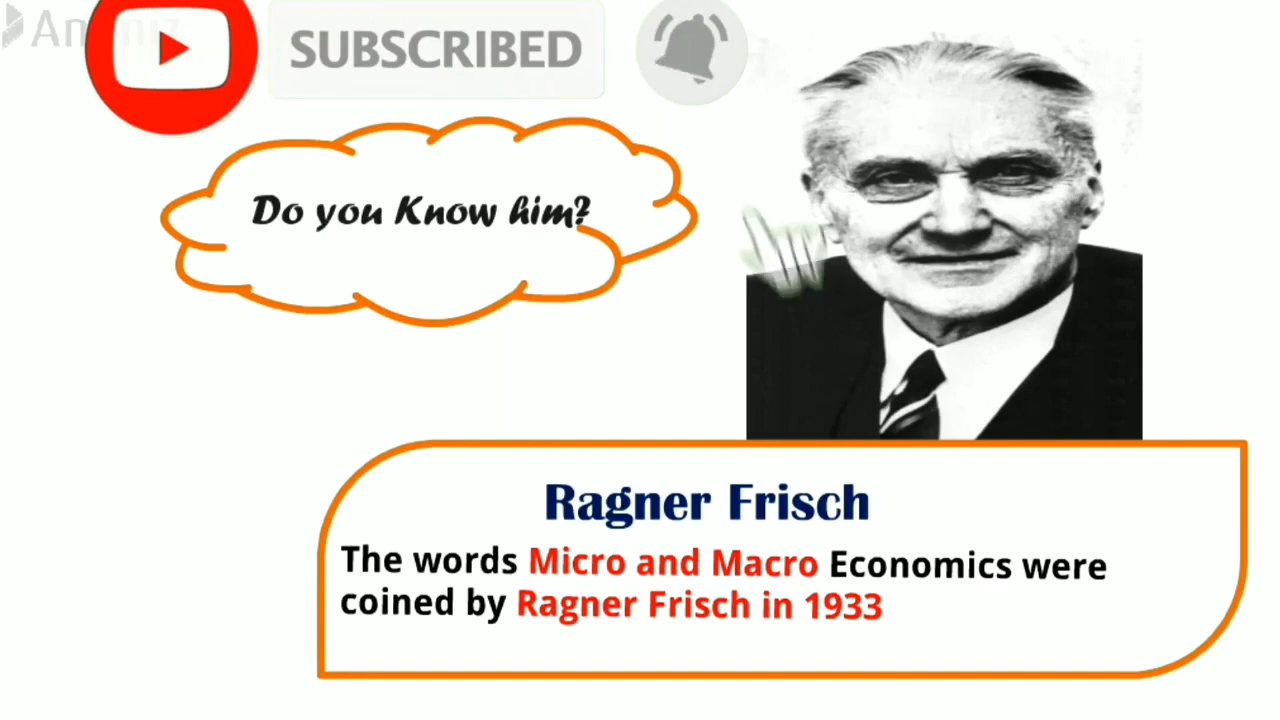 SUBSCRIBED
Do you Know him?
Ragner Frisch
The words Micro and Macro Economics were
coined by Ragner Frisch in 1933